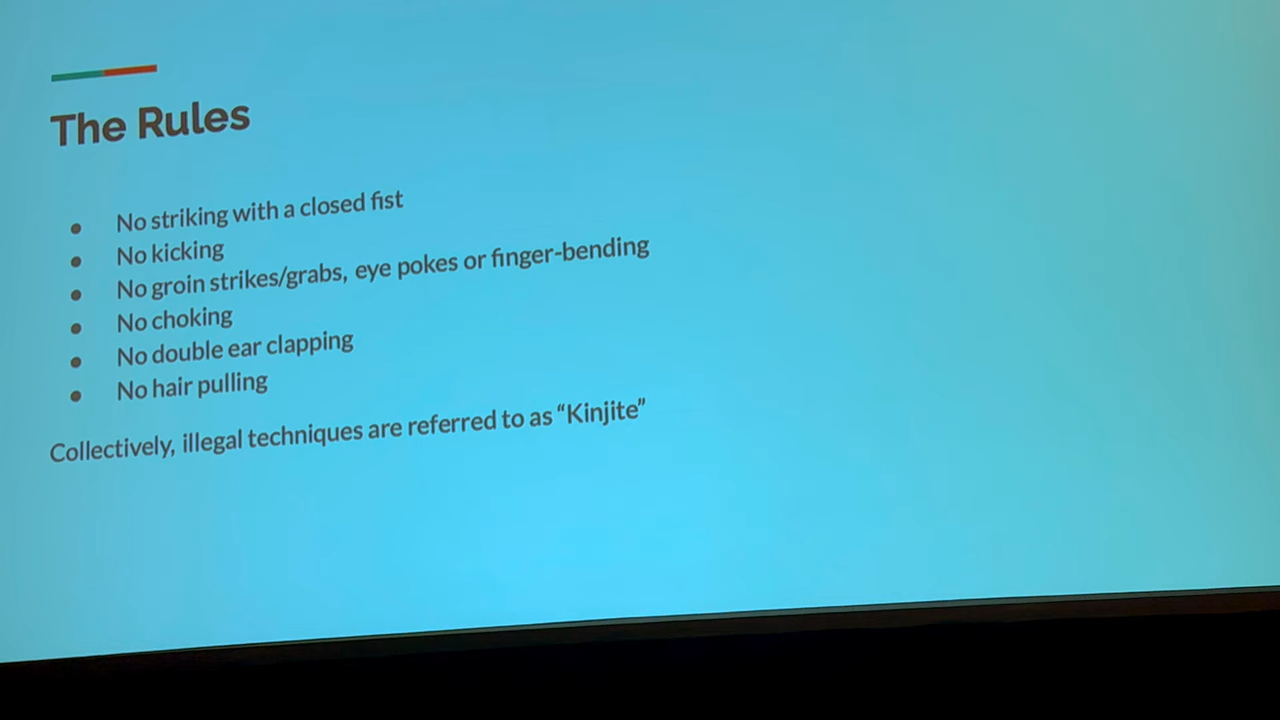 The Rules
● No striking with a closed fist
● No kicking
● No groin strikes/grabs, eye pokes or finger-bending
● No choking
● No double ear clapping
● No hair pulling
Collectively, illegal techniques are referred to as “Kinjite”